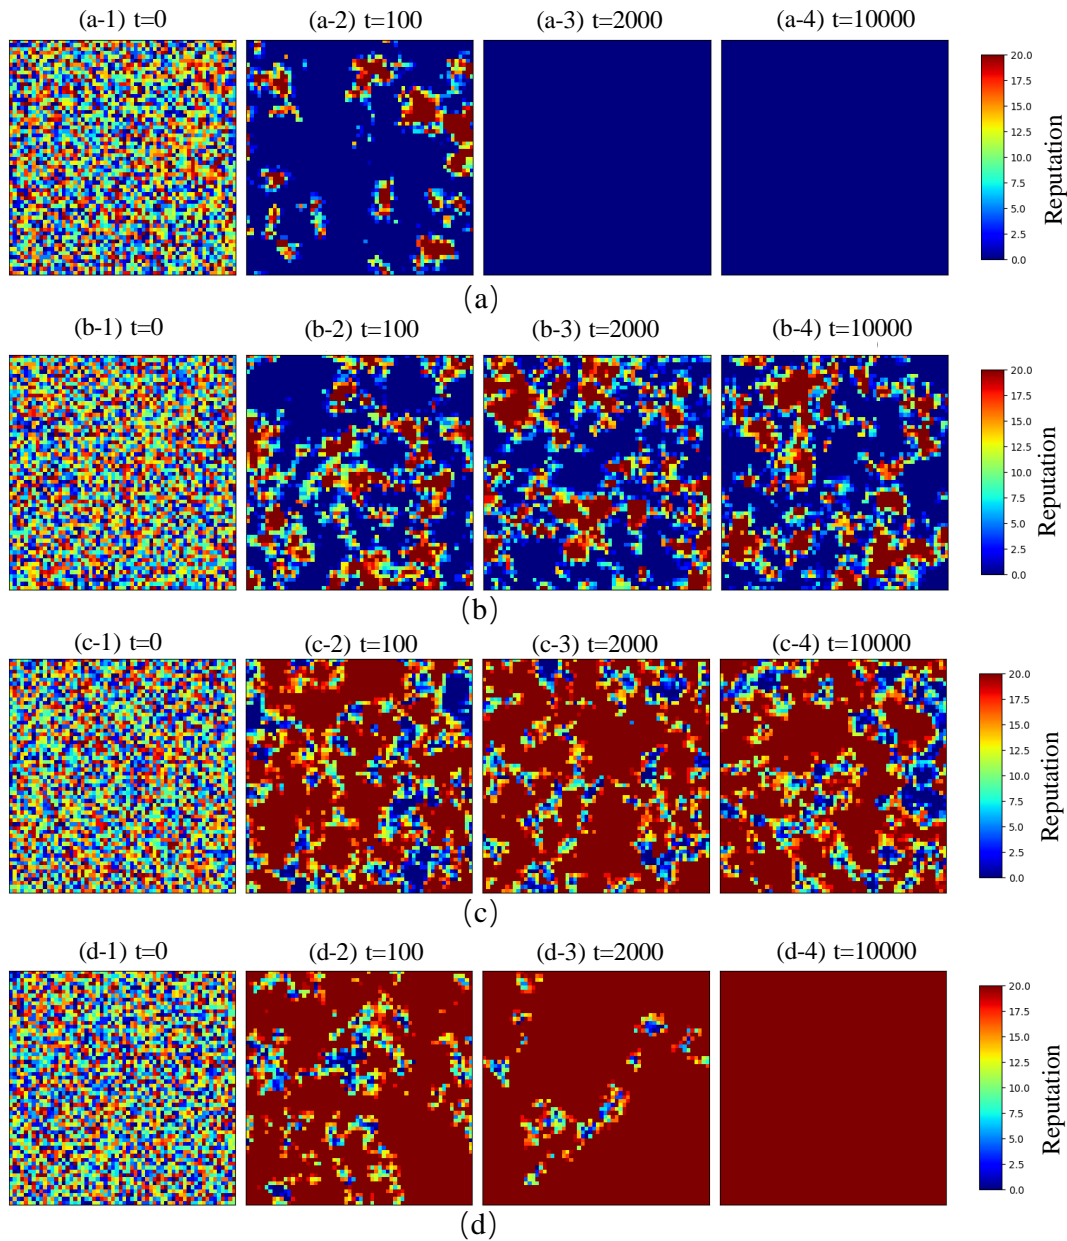 (a-1) t=0
(a-2) t=100
(a-3) t=2000
(a-4) t=10000
20.0
17.5
15.0
12.5
10.0
7.5
5.0
2.5
0.0
Reputation
(a)
(b-1) t=0
(b-2) t=100
(b-3) t=2000
(b-4) t=10000
20.0
17.5
15.0
12.5
10.0
7.5
5.0
2.5
0.0
Reputation
(b)
(c-1) t=0
(c-2) t=100
(c-3) t=2000
(c-4) t=10000
20.0
17.5
15.0
12.5
10.0
7.5
5.0
2.5
0.0
Reputation
(c)
(d-1) t=0
(d-2) t=100
(d-3) t=2000
(d-4) t=10000
20.0
17.5
15.0
12.5
10.0
7.5
5.0
2.5
0.0
Reputation
(d)